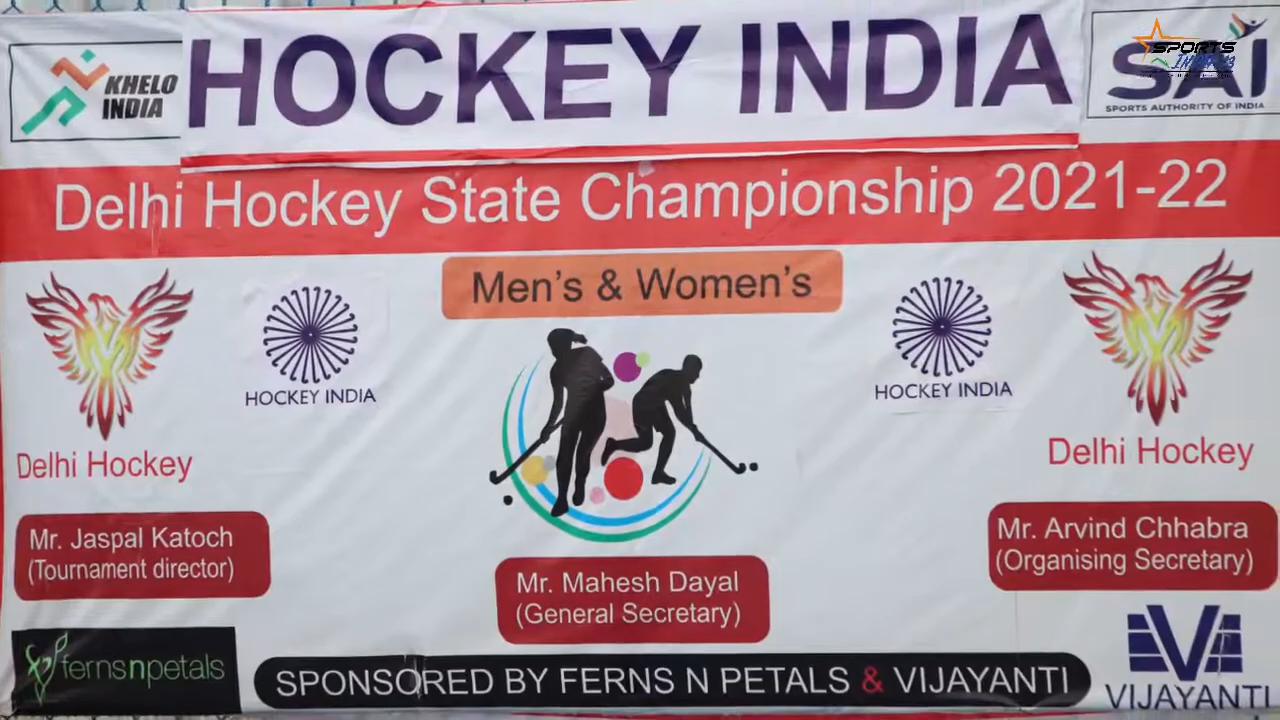 HOCKEY INDIA
KHELO
INDIA
SPORTS
SAI
SPORTS AUTHORITY OF INDIA
Delhi Hockey State Championship 2021-22
Men's & Women's
HOCKEY INDIA
HOCKEY INDIA
Delhi Hockey
Delhi Hockey
Mr. Jaspal Katoch
(Tournament director)
Mr. Mahesh Dayal
(General Secretary)
Mr. Arvind Chhabra
(Organising Secretary)
fernsnpetals
SPONSORED BY FERNS N PETALS & VIJAYANTI
VIJAYANTI